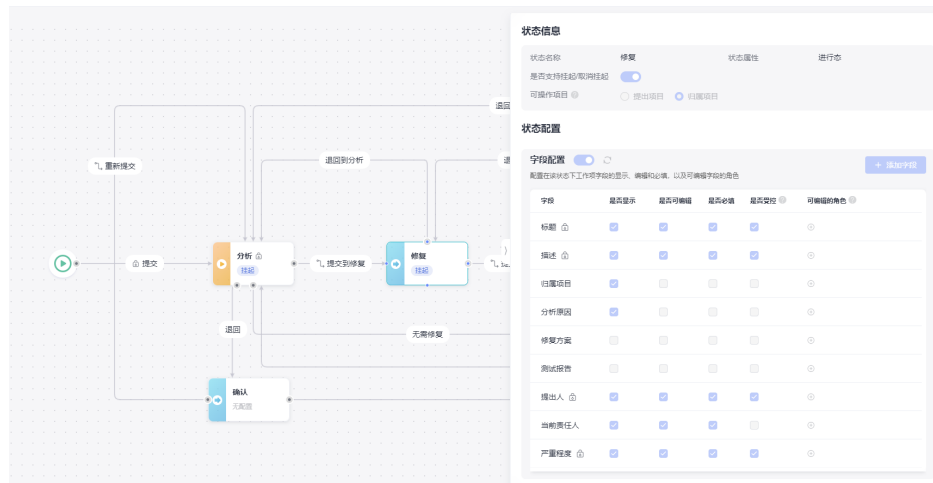 状态信息
状态名称 修复 状态属性 进行态
是否支持挂起/取消挂起
可操作项目 提出项目 归属项目
状态配置
字段配置
+ 添加字段
配置在该状态下工作项字段的显示、编辑和必填，以及可编辑字段的角色
字段 是否显示 是否可编辑 是否必填 是否受控 可编辑的角色
标题
描述
归属项目
分析原因
修复方案
测试报告
提出人
当前责任人
严重程度
退回
重新提交
退回到分析
提交
分析
挂起
提交到修复
修复
挂起
退回
无需修复
确认
无配置